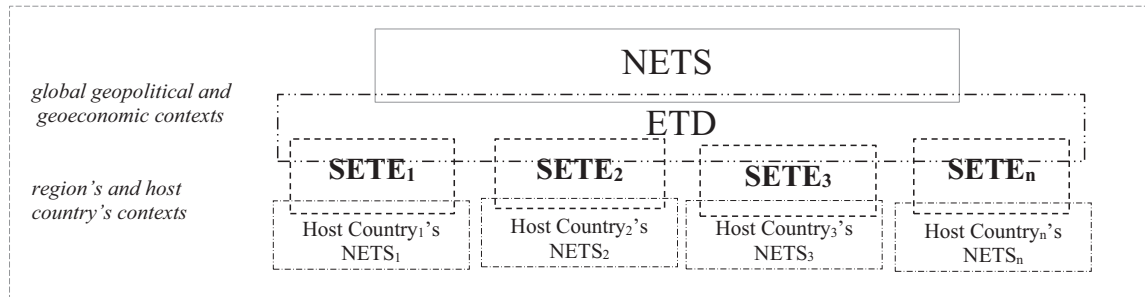 NETS
global geopolitical and
geoeconomic contexts
ETD
SETE₁ SETE₂ SETE₃ SETEₙ
region's and host
country's contexts
Host Country₁'s Host Country₂'s Host Country₃'s Host Countryₙ's
NETS₁ NETS₂ NETS₃ NETSₙ